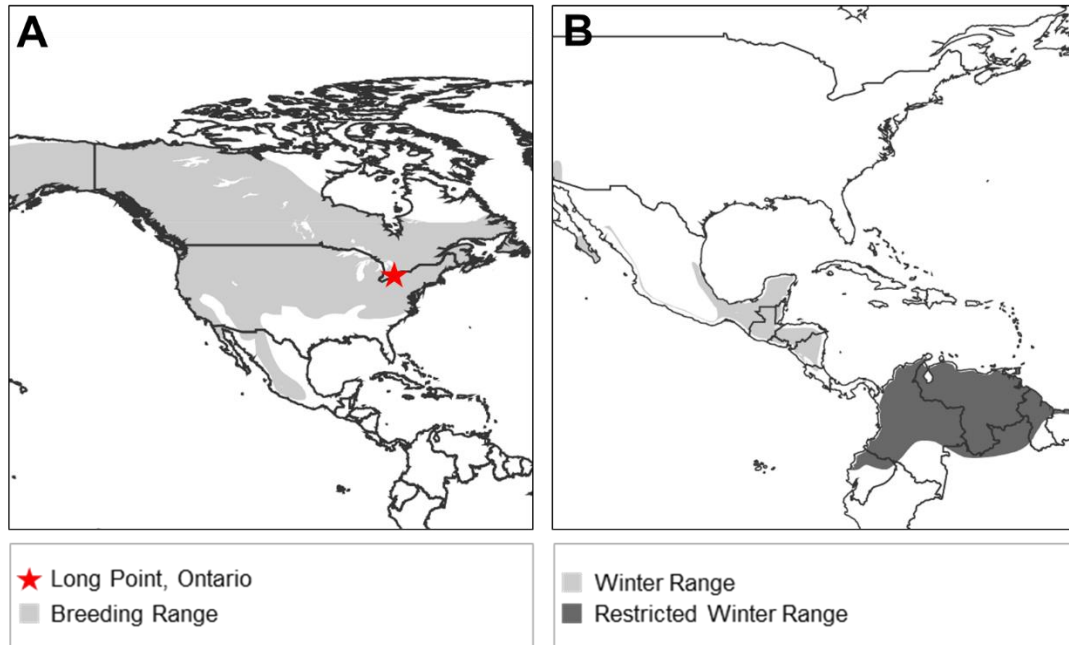 A
B
Long Point, Ontario
Breeding Range
Winter Range
Restricted Winter Range